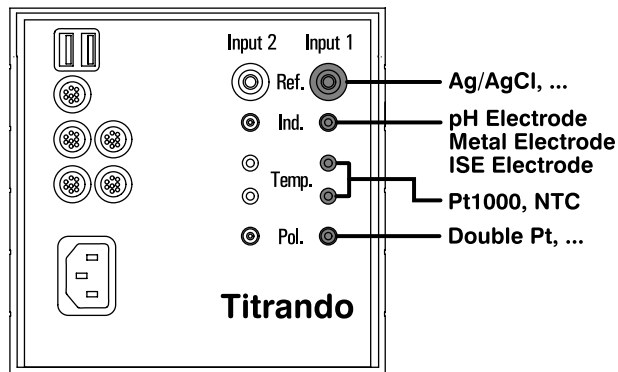 Input 2 Input 1
Ref. Ag/AgCl, ...
Ind. pH Electrode
Metal Electrode
ISE Electrode
Temp.
Pt1000, NTC
Pol. Double Pt, ...
Titrando